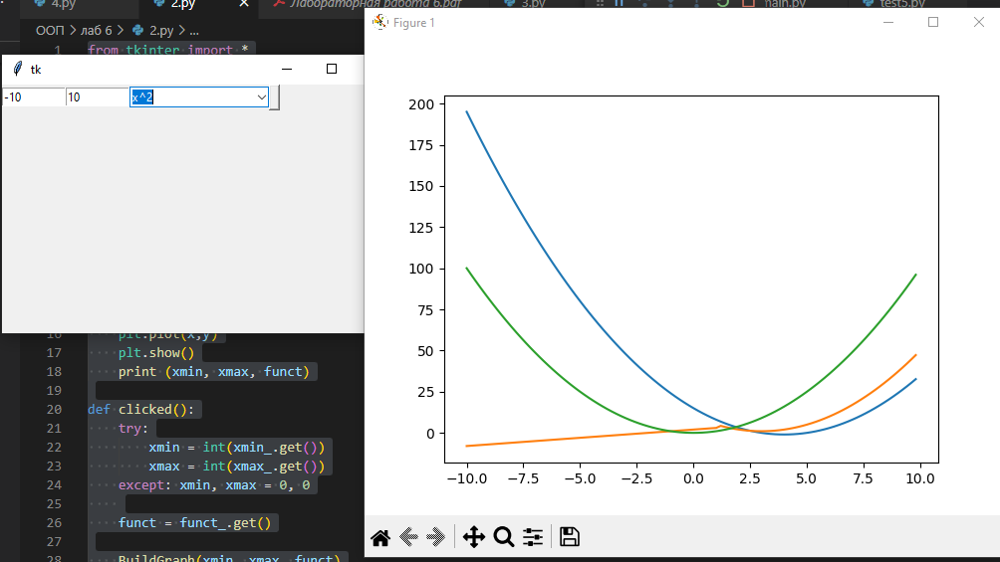 4.py
2.py
Лабораторная работа 6.pdf
3.py
main.py
test5.py
ООП > лаб 6 > 2.py > ...
1 from tkinter import *
tk
-10 10 x^2
Figure 1
200
175
150
125
100
75
50
25
0
−10.0 −7.5 −5.0 −2.5 0.0 2.5 5.0 7.5 10.0
16 plt.plot(x,y)
17 plt.show()
18 print (xmin, xmax, funct)
19
20 def clicked():
21 try:
22 xmin = int(xmin_.get())
23 xmax = int(xmax_.get())
24 except: xmin, xmax = 0, 0
25
26 funct = funct_.get()
27
28 BuildGraph(xmin, xmax, funct)